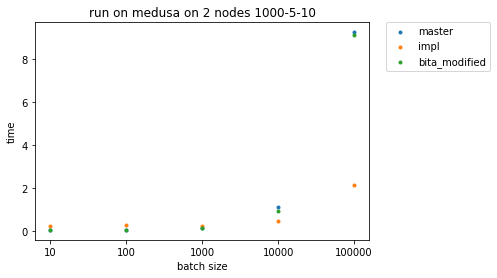 run on medusa on 2 nodes 1000-5-10
master
impl
bita_modified
8
6
4
2
0
time
10
100
1000
10000
100000
batch size